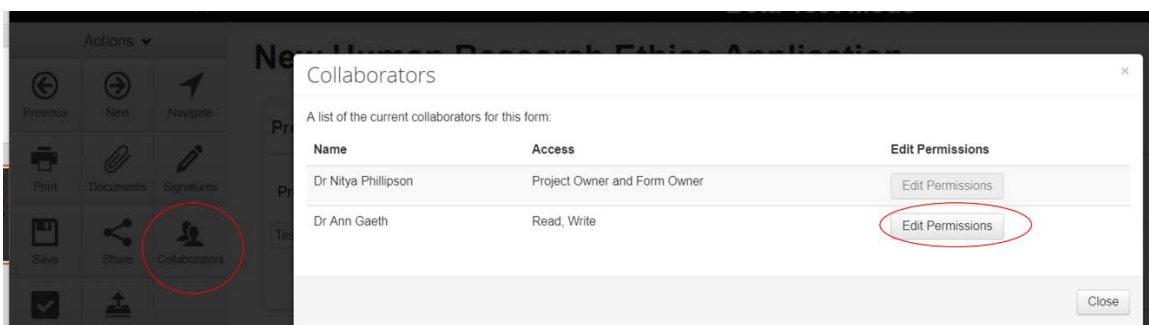 Actions
New Human Research Ethics Application
Previous
Next
Navigate
Print
Documents
Signatures
Save
Share
Collaborators
Collaborators
×
A list of the current collaborators for this form:
Name Access Edit Permissions
Dr Nitya Phillipson Project Owner and Form Owner Edit Permissions
Dr Ann Gaeth Read, Write Edit Permissions
Close